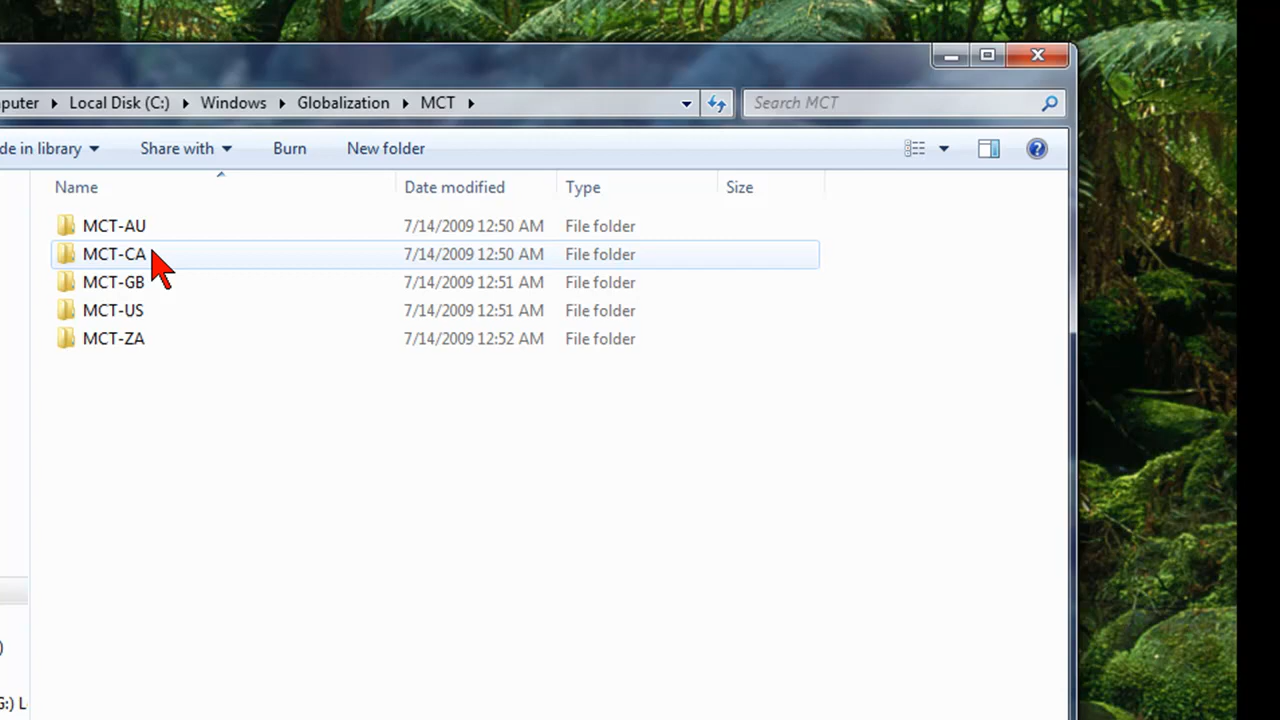 puter Local Disk (C:) Windows Globalization MCT Search MCT
de in library Share with Burn New folder
Name Date modified Type Size
MCT-AU 7/14/2009 12:50 AM File folder
MCT-CA 7/14/2009 12:50 AM File folder
MCT-GB 7/14/2009 12:51 AM File folder
MCT-US 7/14/2009 12:51 AM File folder
MCT-ZA 7/14/2009 12:52 AM File folder
)
G:) L